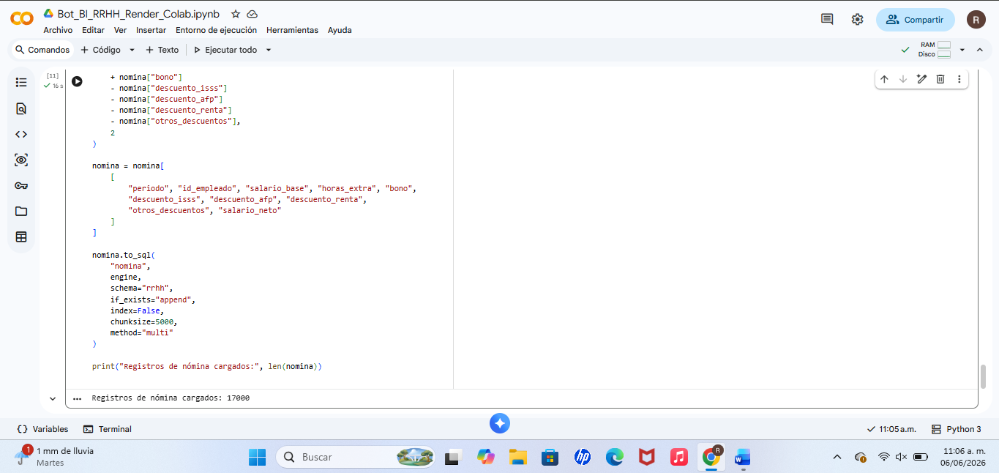 Bot_BI_RRHH_Render_Colab.ipynb
Archivo Editar Ver Insertar Entorno de ejecución Herramientas Ayuda
Compartir
R
Comandos + Código + Texto Ejecutar todo
RAM
Disco
[11]
16 s
+ nomina["bono"]
- nomina["descuento_isss"]
- nomina["descuento_afp"]
- nomina["descuento_renta"]
- nomina["otros_descuentos"],
2
)
nomina = nomina[
[
"periodo", "id_empleado", "salario_base", "horas_extra", "bono",
"descuento_isss", "descuento_afp", "descuento_renta",
"otros_descuentos", "salario_neto"
]
]
nomina.to_sql(
"nomina",
engine,
schema="rrhh",
if_exists="append",
index=False,
chunksize=5000,
method="multi"
)
print("Registros de nómina cargados:", len(nomina))
... Registros de nómina cargados: 17000
{} Variables Terminal
11:05 a.m. Python 3
1
1 mm de lluvia
Martes
Buscar
hp
R
W
11:06 a. m.
06/06/2026